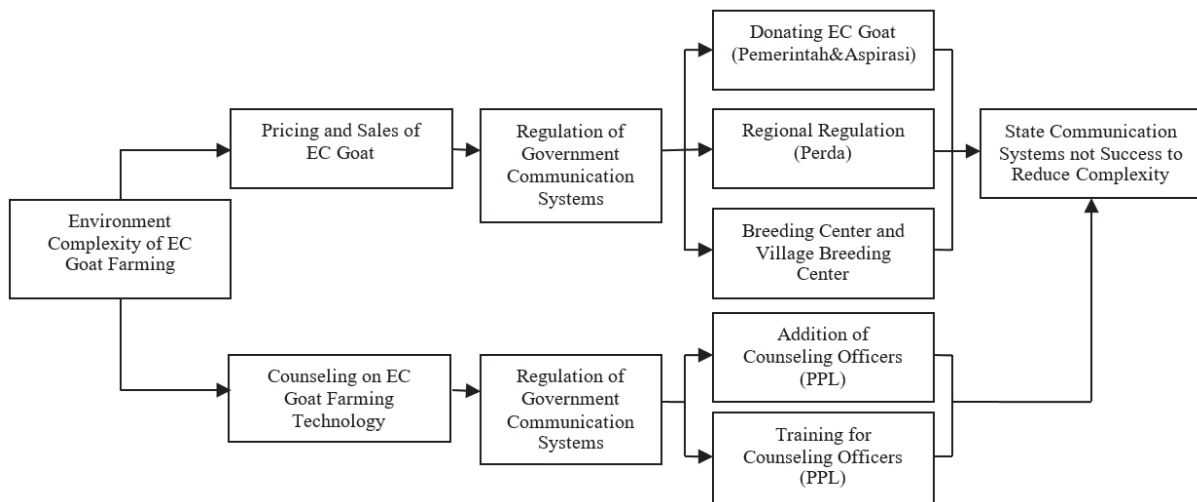 Environment
Complexity of EC
Goat Farming
Pricing and Sales of
EC Goat
Regulation of
Government
Communication
Systems
Donating EC Goat
(Pemerintah&Aspirasi)
Regional Regulation
(Perda)
Breeding Center and
Village Breeding
Center
State Communication
Systems not Success to
Reduce Complexity
Counseling on EC
Goat Farming
Technology
Regulation of
Government
Communication
Systems
Addition of
Counseling Officers
(PPL)
Training for
Counseling Officers
(PPL)